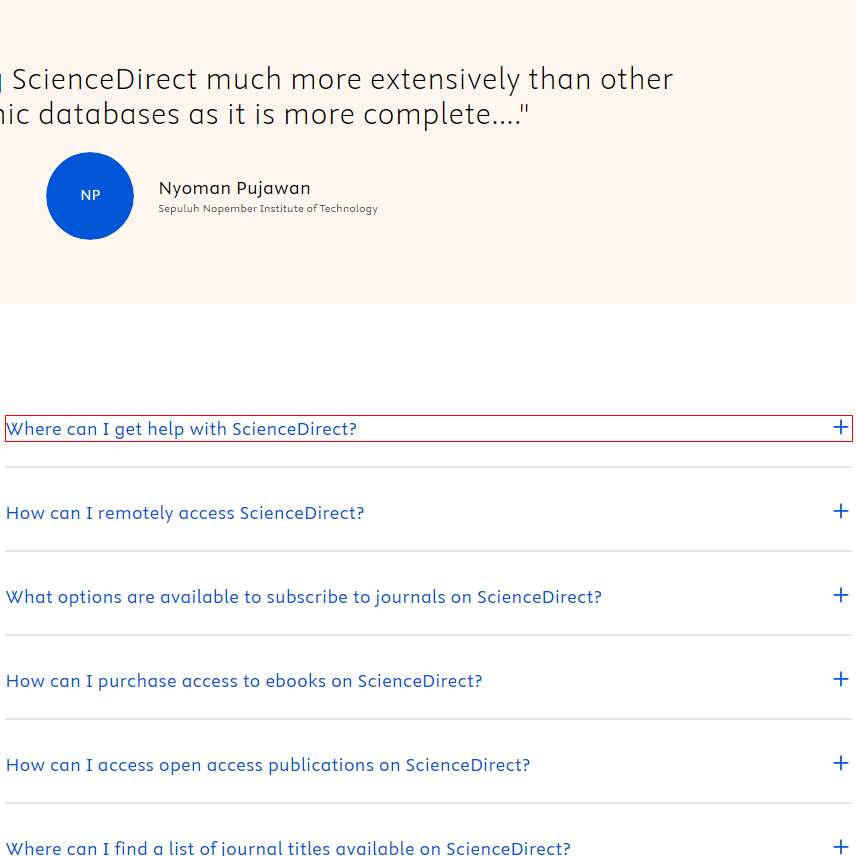 ScienceDirect much more extensively than other
databases as it is more complete...."
NP
Nyoman Pujawan
Sepuluh Nopember Institute of Technology
Where can I get help with ScienceDirect?
How can I remotely access ScienceDirect?
What options are available to subscribe to journals on ScienceDirect?
How can I purchase access to ebooks on ScienceDirect?
How can I access open access publications on ScienceDirect?
Where can I find a list of journal titles available on ScienceDirect?